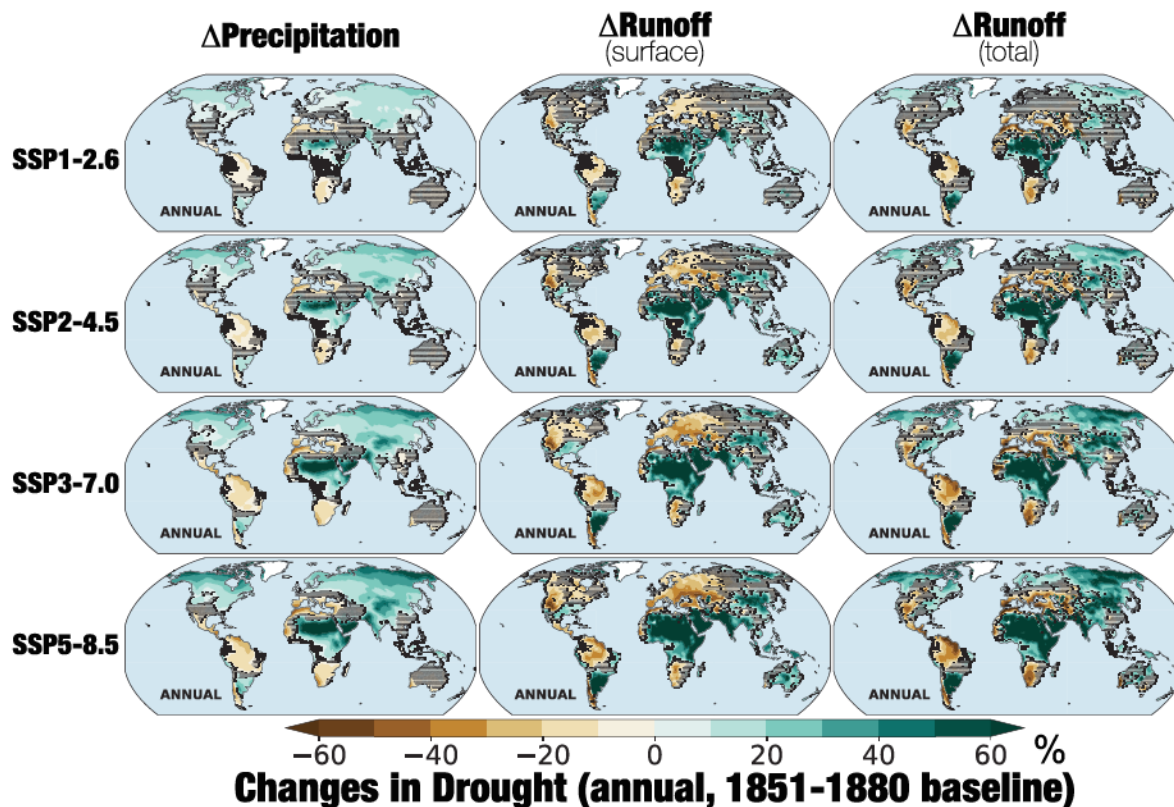 ΔPrecipitation
ΔRunoff
(surface)
ΔRunoff
(total)
SSP1-2.6
ANNUAL
ANNUAL
ANNUAL
SSP2-4.5
ANNUAL
ANNUAL
ANNUAL
SSP3-7.0
ANNUAL
ANNUAL
ANNUAL
SSP5-8.5
ANNUAL
ANNUAL
ANNUAL
−60 −40 −20 0 20 40 60 %
Changes in Drought (annual, 1851-1880 baseline)